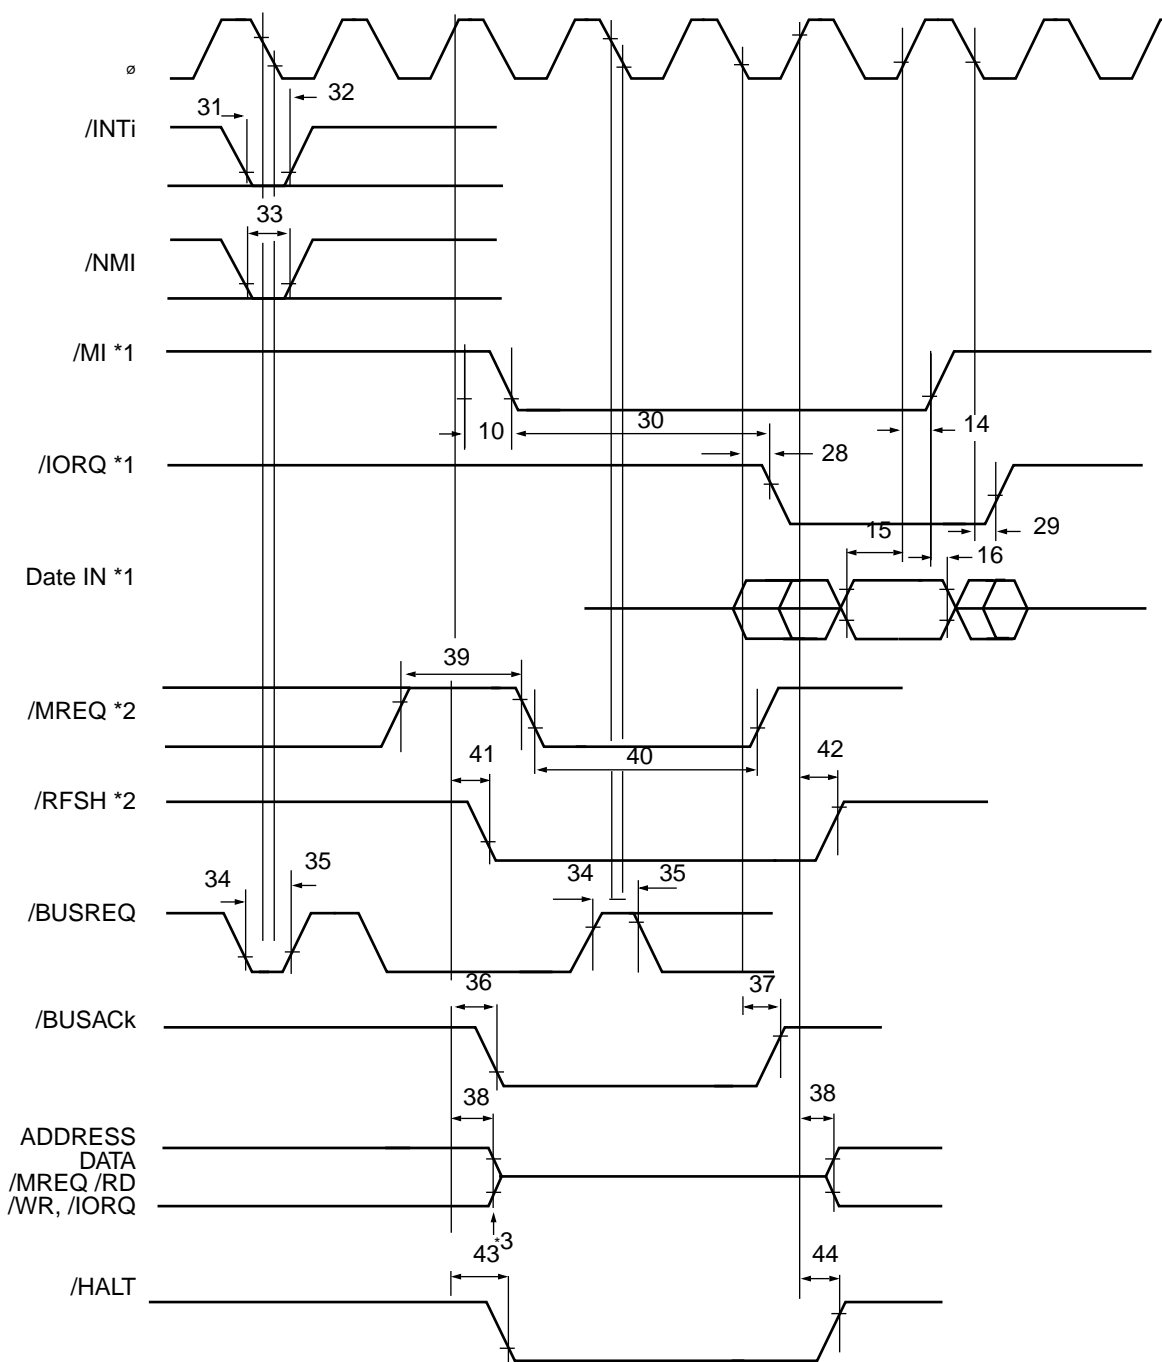 ø
31
32
/INTi
33
/NMI
/MI *1
10
30
14
28
/IORQ *1
15
29
16
Date IN *1
39
/MREQ *2
40
41
42
/RFSH *2
34
35
34
35
/BUSREQ
36
37
/BUSACk
38
38
ADDRESS
DATA
/MREQ /RD
/WR, /IORQ
*3
43
44
/HALT